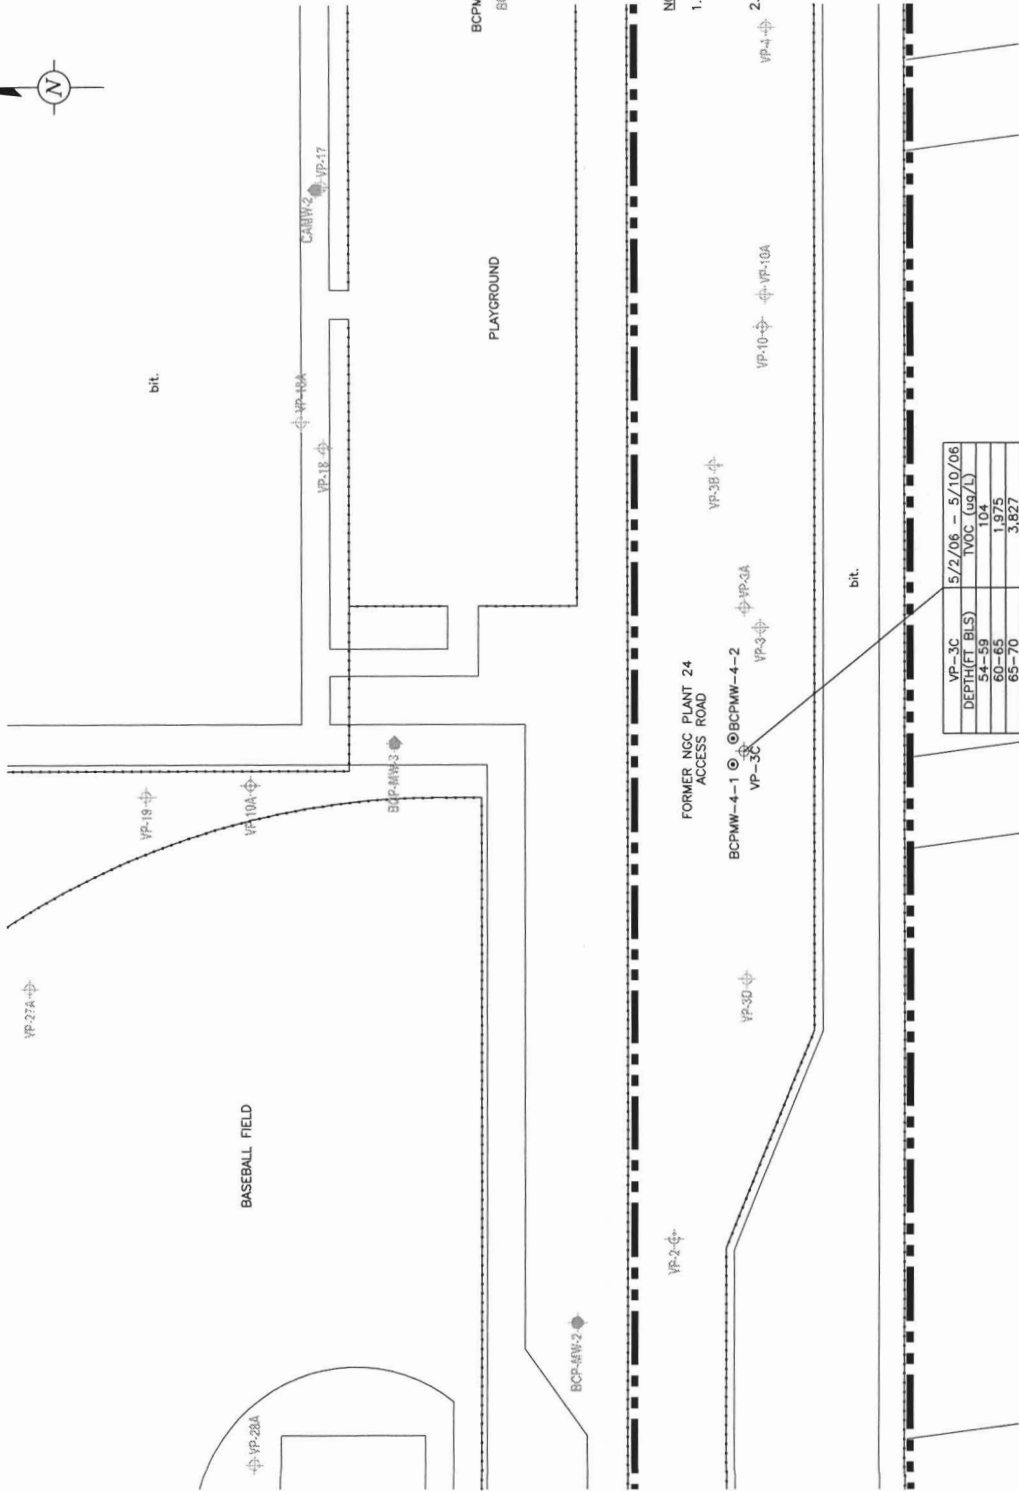 N
VP-27A
VP-19
VP-19A
BCP-MW-3
BASEBALL FIELD
VP-28A
BCP-MW-2
bit.
VP-18A
VP-18
CAMW-2
VP-17
PLAYGROUND
BCPM
1.
2.
VP-2
VP-3D
FORMER NGC PLANT 24
ACCESS ROAD
BCPMW-4-1
BCPMW-4-2
VP-3C
VP-3
VP-3A
VP-3B
VP-10
VP-10A
VP-4
bit.
VP-3C 5/2/06 - 5/10/06
DEPTH(FT BLS) TVOC (ug/L)
54-59 104
60-65 1,975
65-70 3,827